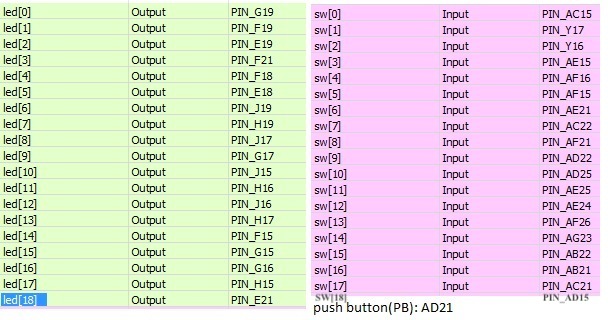 led[0] Output PIN_G19
led[1] Output PIN_F19
led[2] Output PIN_E19
led[3] Output PIN_F21
led[4] Output PIN_F18
led[5] Output PIN_E18
led[6] Output PIN_J19
led[7] Output PIN_H19
led[8] Output PIN_J17
led[9] Output PIN_G17
led[10] Output PIN_J15
led[11] Output PIN_H16
led[12] Output PIN_J16
led[13] Output PIN_H17
led[14] Output PIN_F15
led[15] Output PIN_G15
led[16] Output PIN_G16
led[17] Output PIN_H15
led[18] Output PIN_E21
sw[0] Input PIN_AC15
sw[1] Input PIN_Y17
sw[2] Input PIN_Y16
sw[3] Input PIN_AE15
sw[4] Input PIN_AF16
sw[5] Input PIN_AF15
sw[6] Input PIN_AE21
sw[7] Input PIN_AC22
sw[8] Input PIN_AF21
sw[9] Input PIN_AD22
sw[10] Input PIN_AD25
sw[11] Input PIN_AE25
sw[12] Input PIN_AE24
sw[13] Input PIN_AF26
sw[14] Input PIN_AG23
sw[15] Input PIN_AB22
sw[16] Input PIN_AB21
sw[17] Input PIN_AC21
SW[18] PIN_AD15
push button(PB): AD21